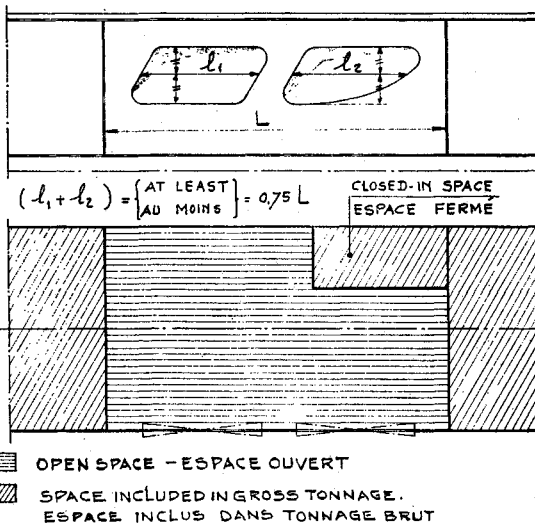 l₁ l₂
L
(l₁ + l₂) = { AT LEAST
AU MOINS } = 0,75 L
CLOSED-IN SPACE
ESPACE FERMÉ
OPEN SPACE - ESPACE OUVERT
SPACE INCLUDED IN GROSS TONNAGE.
ESPACE INCLUS DANS TONNAGE BRUT